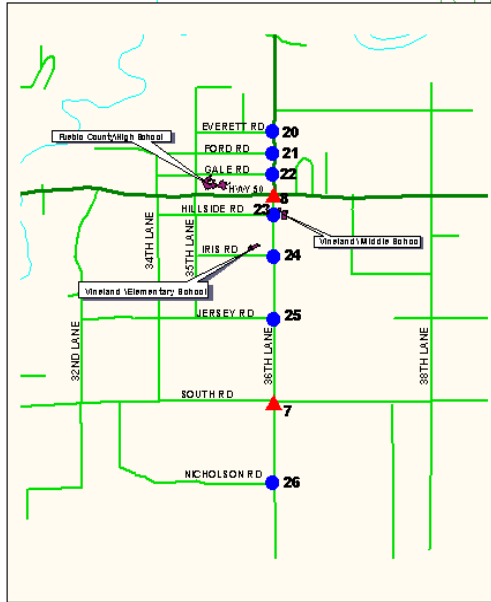 EVERETT RD 20
Pueblo County\High School
FORD RD 21
GALE RD 22
HWY 50 8
HILLSIDE RD 23
Vineland \Middle School
IRIS RD 24
34TH LANE
35TH LANE
Vineland \Elementary School
JERSEY RD 25
32ND LANE
36TH LANE
38TH LANE
SOUTH RD 7
NICHOLSON RD 26